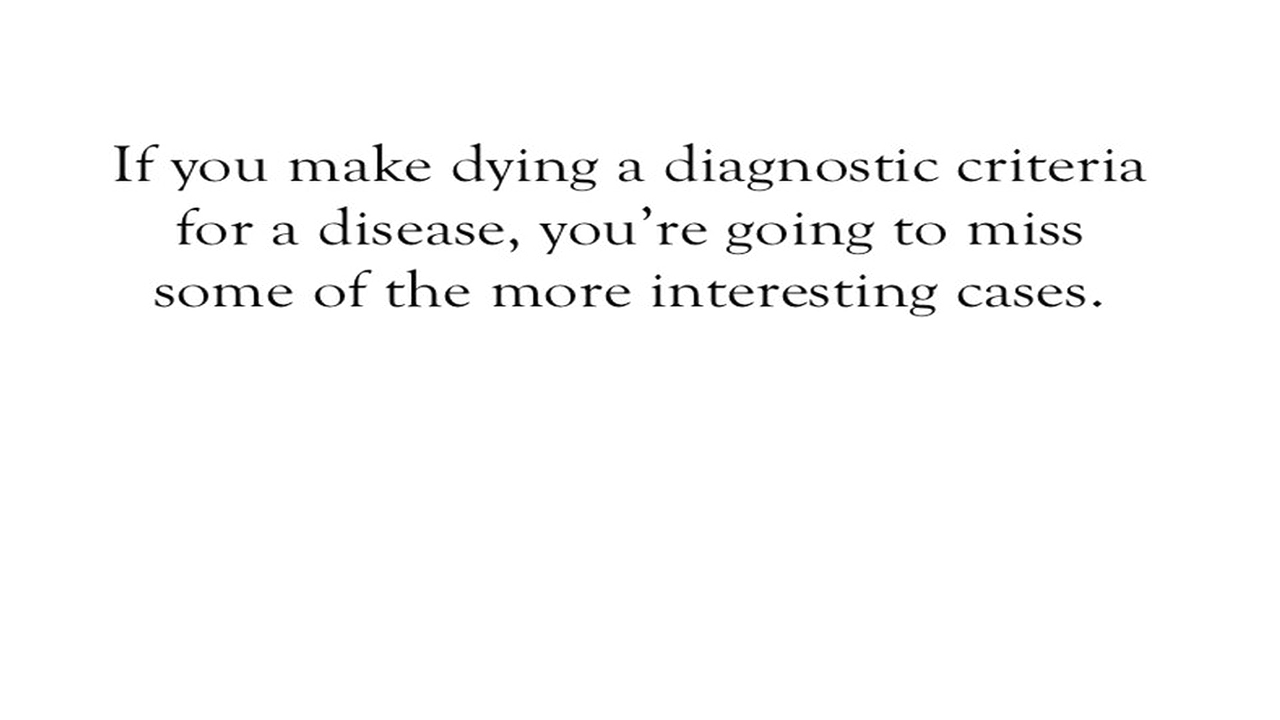 If you make dying a diagnostic criteria
for a disease, you’re going to miss
some of the more interesting cases.